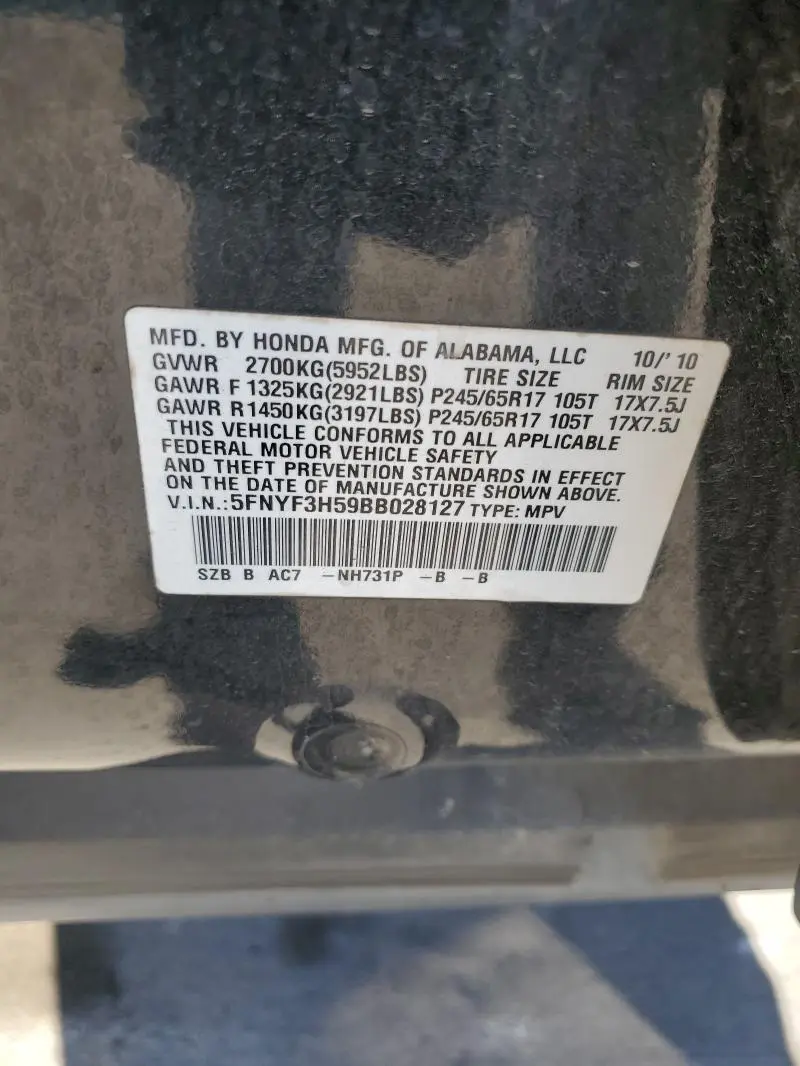 MFD. BY HONDA MFG. OF ALABAMA, LLC 10/'10
GVWR 2700KG(5952LBS) TIRE SIZE RIM SIZE
GAWR F 1325KG(2921LBS) P245/65R17 105T 17X7.5J
GAWR R 1450KG(3197LBS) P245/65R17 105T 17X7.5J
THIS VEHICLE CONFORMS TO ALL APPLICABLE
FEDERAL MOTOR VEHICLE SAFETY
AND THEFT PREVENTION STANDARDS IN EFFECT
ON THE DATE OF MANUFACTURE SHOWN ABOVE.
V.I.N.:5FNYF3H59BB028127 TYPE: MPV
SZB B AC7 -NH731P -B -B